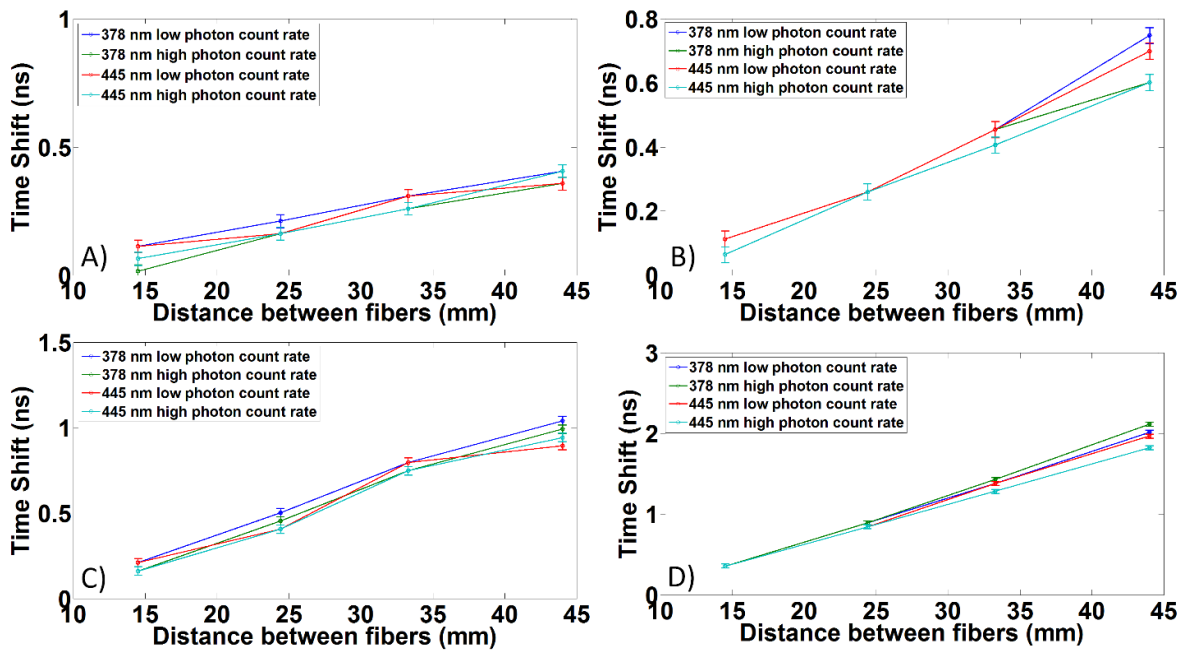 1
0.5
0
Time Shift (ns)
378 nm low photon count rate
378 nm high photon count rate
445 nm low photon count rate
445 nm high photon count rate
A)
10 15 20 25 30 35 40 45
Distance between fibers (mm)
0.8
0.6
0.4
0.2
0
Time Shift (ns)
378 nm low photon count rate
378 nm high photon count rate
445 nm low photon count rate
445 nm high photon count rate
B)
10 15 20 25 30 35 40 45
Distance between fibers (mm)
1.5
1
0.5
0
Time Shift (ns)
378 nm low photon count rate
378 nm high photon count rate
445 nm low photon count rate
445 nm high photon count rate
C)
10 15 20 25 30 35 40 45
Distance between fibers (mm)
3
2
1
0
Time Shift (ns)
378 nm low photon count rate
378 nm high photon count rate
445 nm low photon count rate
445 nm high photon count rate
D)
10 15 20 25 30 35 40 45
Distance between fibers (mm)